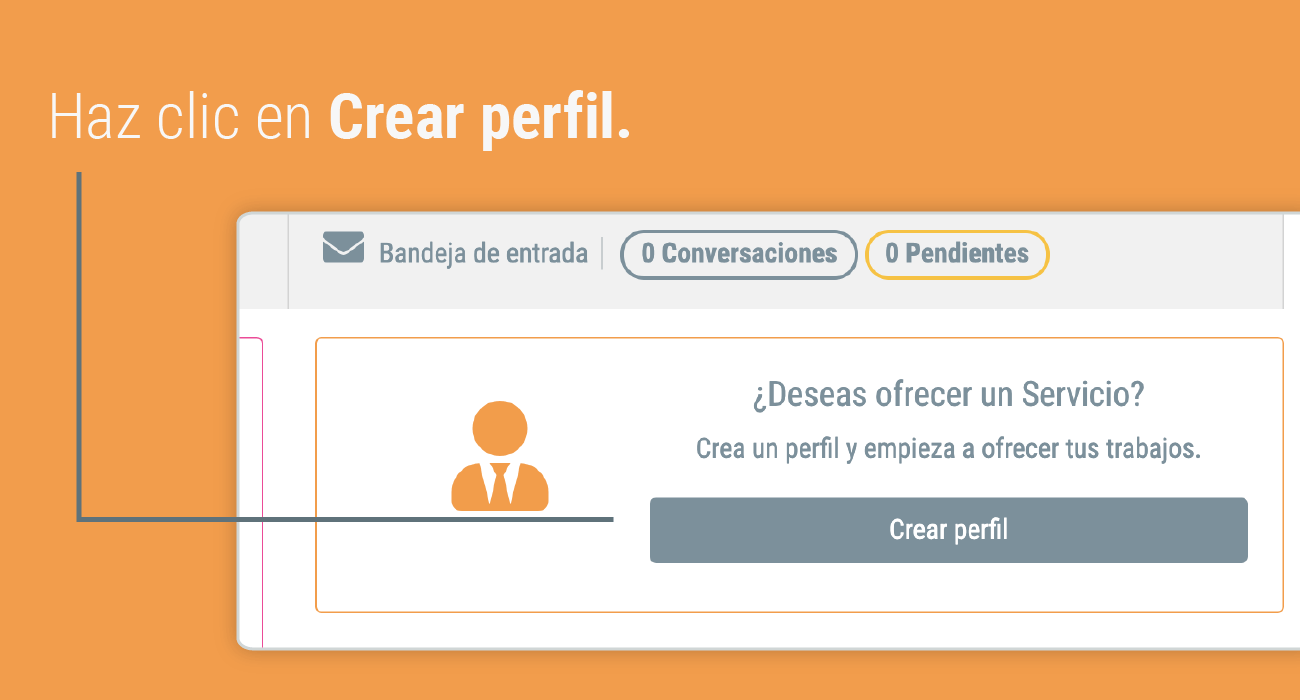 Haz clic en Crear perfil.
Bandeja de entrada
0 Conversaciones
0 Pendientes
¿Deseas ofrecer un Servicio?
Crea un perfil y empieza a ofrecer tus trabajos.
Crear perfil